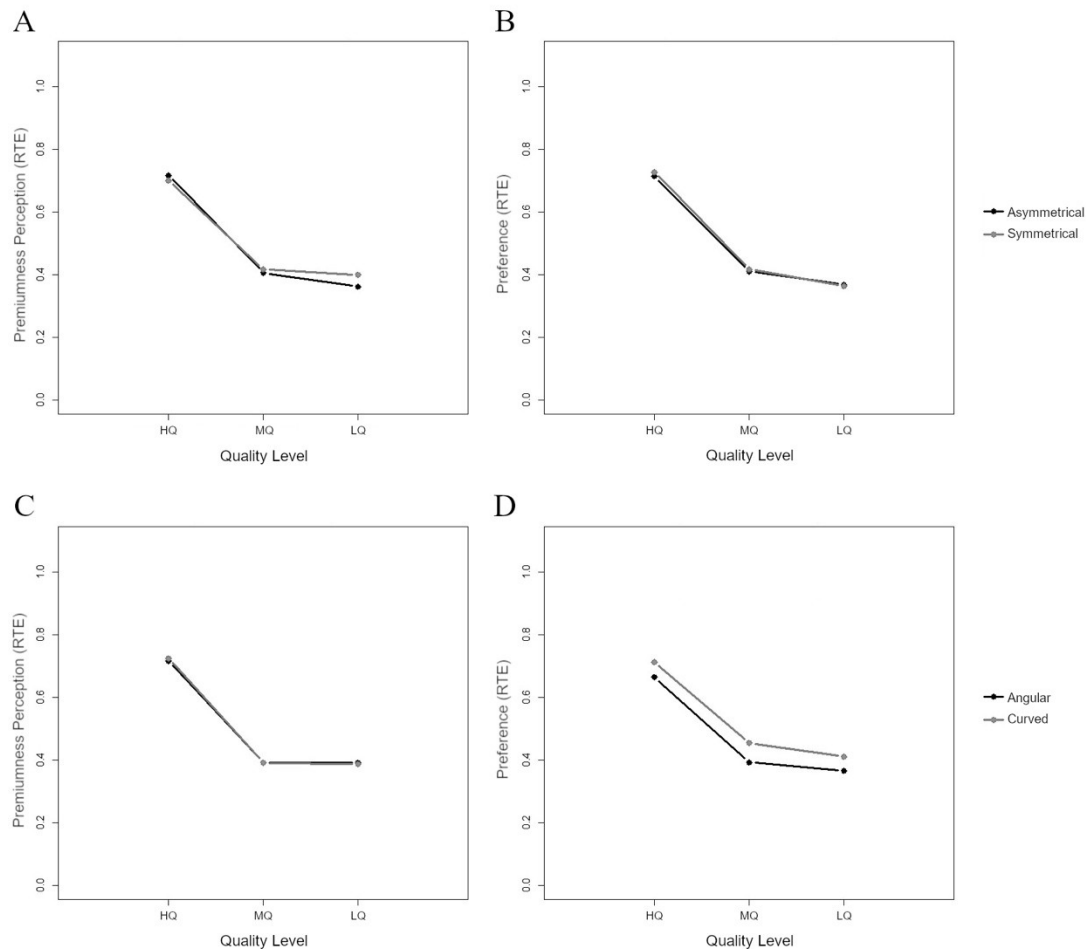 A
Premiumness Perception (RTE)
1.0
0.8
0.6
0.4
0.2
0.0
HQ MQ LQ
Quality Level
B
Preference (RTE)
1.0
0.8
0.6
0.4
0.2
0.0
HQ MQ LQ
Quality Level
Asymmetrical
Symmetrical
C
Premiumness Perception (RTE)
1.0
0.8
0.6
0.4
0.2
0.0
HQ MQ LQ
Quality Level
D
Preference (RTE)
1.0
0.8
0.6
0.4
0.2
0.0
HQ MQ LQ
Quality Level
Angular
Curved